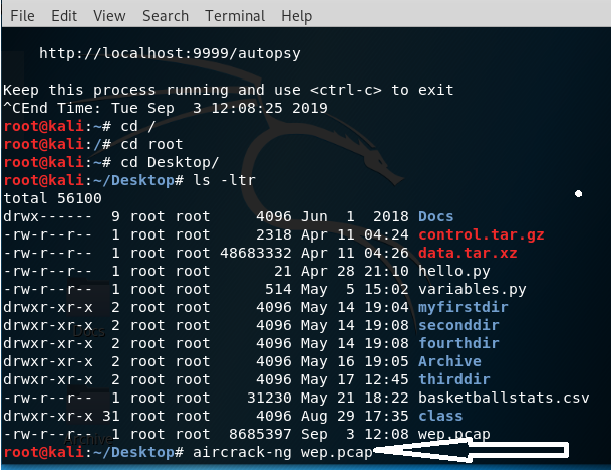 File Edit View Search Terminal Help
http://localhost:9999/autopsy
Keep this process running and use <ctrl-c> to exit
^CEnd Time: Tue Sep  3 12:08:25 2019
root@kali:~# cd /
root@kali:/# cd root
root@kali:~# cd Desktop/
root@kali:~/Desktop# ls -ltr
total 56100
drwx------  9 root root     4096 Jun  1  2018 Docs
-rw-r--r--  1 root root     2318 Apr 11 04:24 control.tar.gz
-rw-r--r--  1 root root 48683332 Apr 11 04:26 data.tar.xz
-rw-r--r--  1 root root       21 Apr 28 21:10 hello.py
-rw-r--r--  1 root root      514 May  5 15:02 variables.py
drwxr-xr-x  2 root root     4096 May 14 19:04 myfirstdir
drwxr-xr-x  2 root root     4096 May 14 19:08 seconddir
drwxr-xr-x  2 root root     4096 May 14 19:08 fourthdir
drwxr-xr-x  2 root root     4096 May 16 19:05 Archive
drwxr-xr-x  2 root root     4096 May 17 12:45 thirddir
-rw-r--r--  1 root root    31230 May 21 18:22 basketballstats.csv
drwxr-xr-x 31 root root     4096 Aug 29 17:35 class
-rw-r--r--  1 root root  8685397 Sep  3 12:08 wep.pcap
root@kali:~/Desktop# aircrack-ng wep.pcap
Docs
Archive